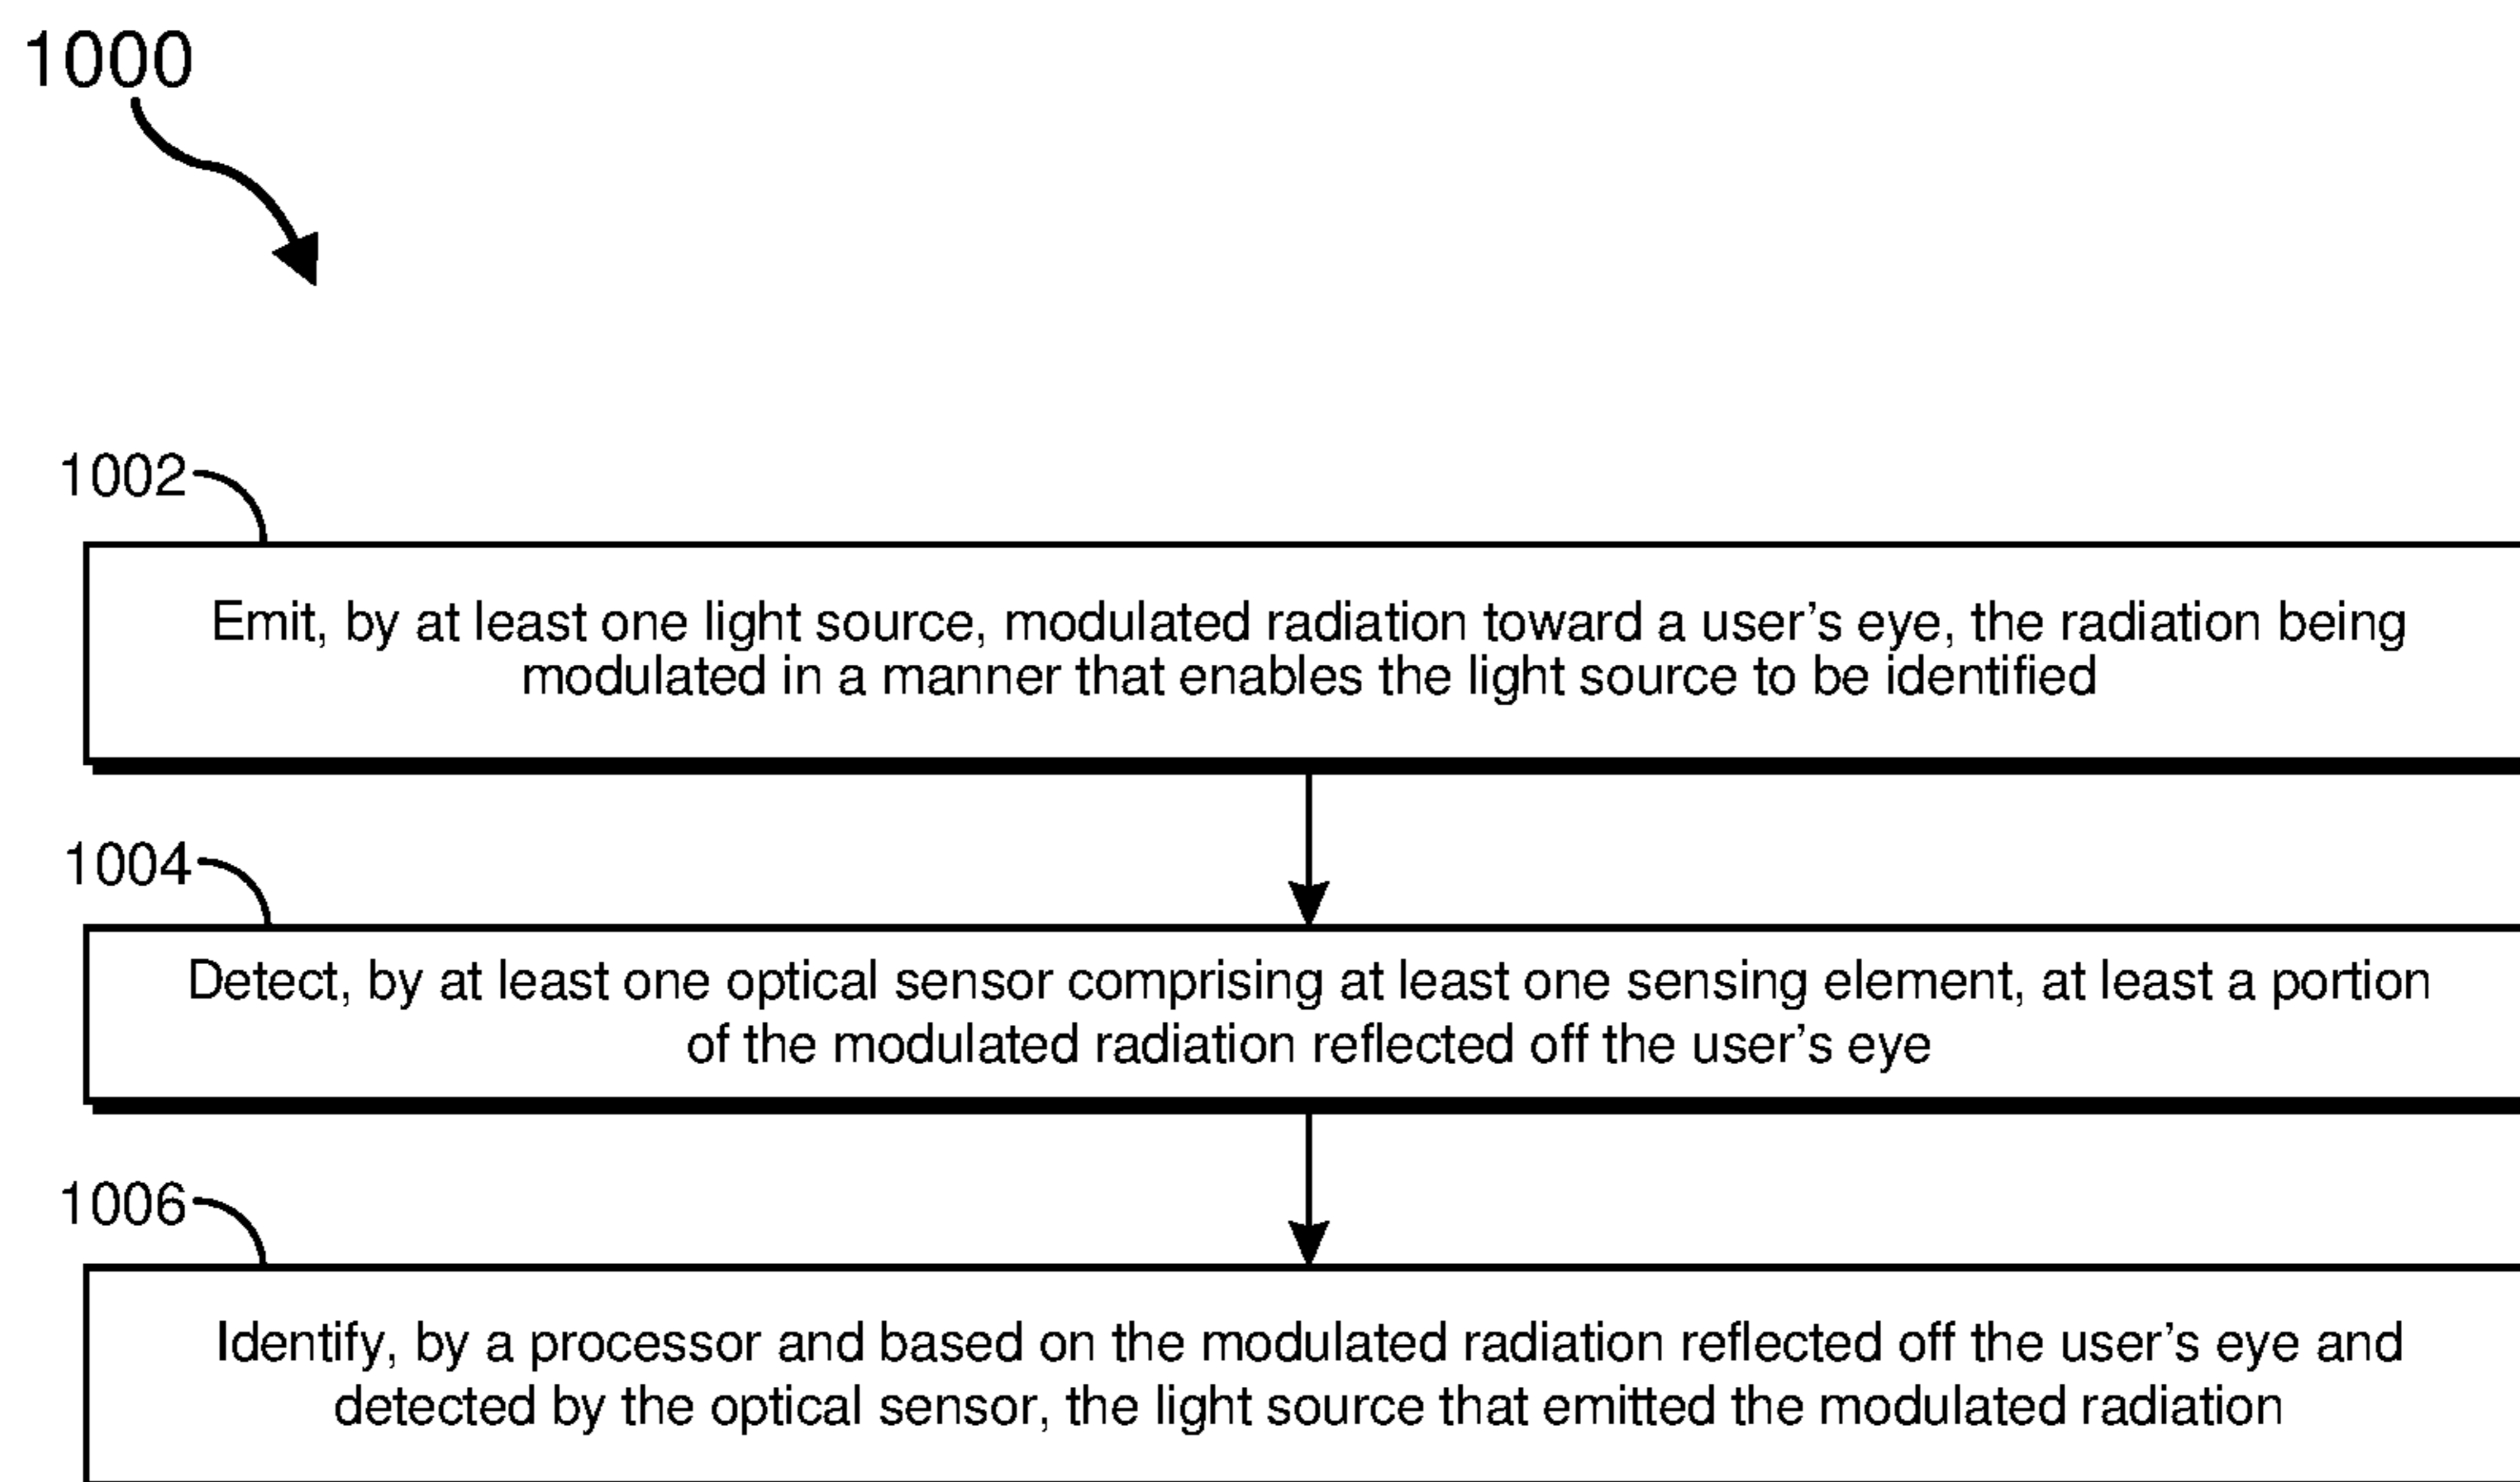 1000
1002
Emit, by at least one light source, modulated radiation toward a user’s eye, the radiation being
modulated in a manner that enables the light source to be identified
1004
Detect, by at least one optical sensor comprising at least one sensing element, at least a portion
of the modulated radiation reflected off the user’s eye
1006
Identify, by a processor and based on the modulated radiation reflected off the user’s eye and
detected by the optical sensor, the light source that emitted the modulated radiation